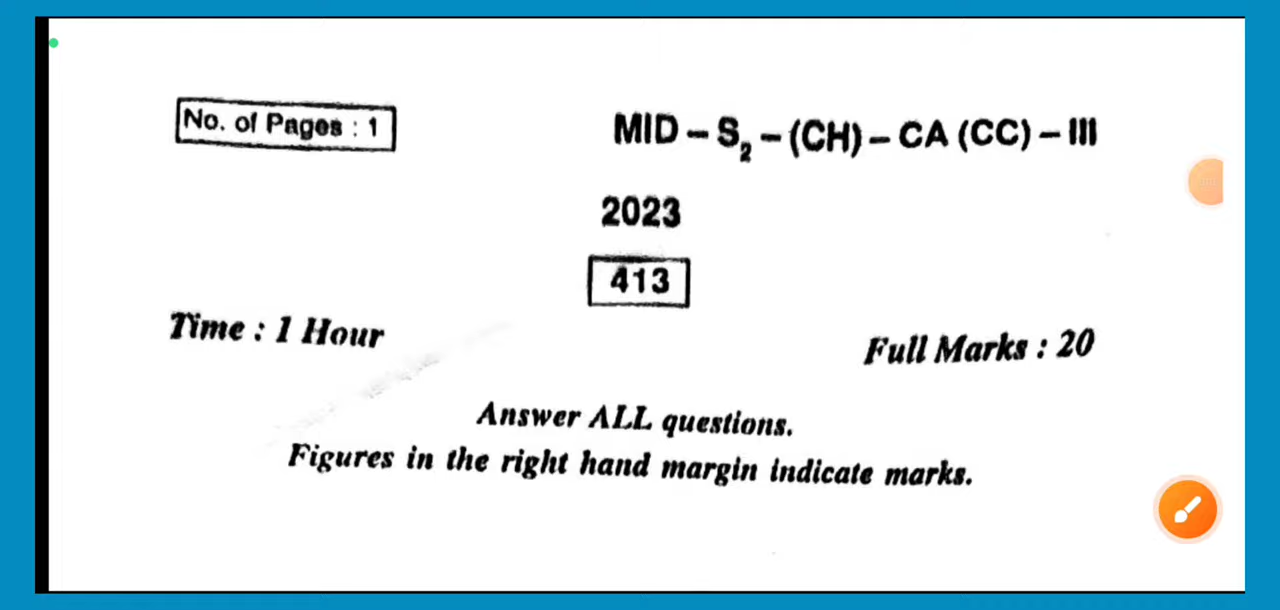 No. of Pages : 1
MID – S₂ – (CH) – CA (CC) – III
2023
413
Time : 1 Hour
Full Marks : 20
Answer ALL questions.
Figures in the right hand margin indicate marks.